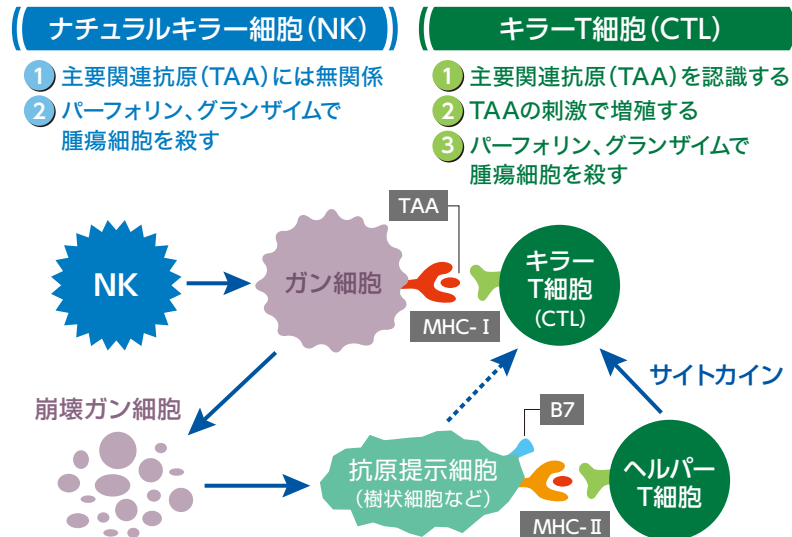 ナチュラルキラー細胞(NK)
1 主要関連抗原(TAA)には無関係
2 パーフォリン、グランザイムで
腫瘍細胞を殺す
キラーT細胞(CTL)
1 主要関連抗原(TAA)を認識する
2 TAAの刺激で増殖する
3 パーフォリン、グランザイムで
腫瘍細胞を殺す
TAA
NK
ガン細胞
キラー
T細胞
(CTL)
MHC-Ⅰ
サイトカイン
崩壊ガン細胞
B7
抗原提示細胞
(樹状細胞など)
ヘルパー
T細胞
MHC-Ⅱ